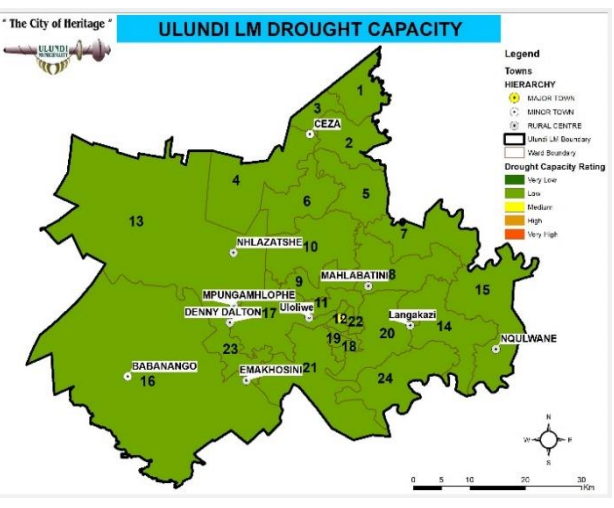 " The City of Heritage "
ULUNDI
MUNICIPALITY
ULUNDI LM DROUGHT CAPACITY
Legend
Towns
HIERARCHY
MAJOR TOWN
MINOR TOWN
RURAL CENTRE
Ulundi LM Boundary
Ward Boundary
Drought Capacity Rating
Very Low
Low
Medium
High
Very High
1
3
CEZA
2
4
5
6
13
7
NHLAZATSHE 10
9
MAHLABATINI 8
15
MPUNGAMHLOPHE
11
DENNY DALTON 17
Uloliwe
12 22
Langakazi
14
19
20
18
23
NQULWANE
BABANANGO
16
EMAKHOSINI 21
24
N
W E
S
0 5 10 20 30
Km